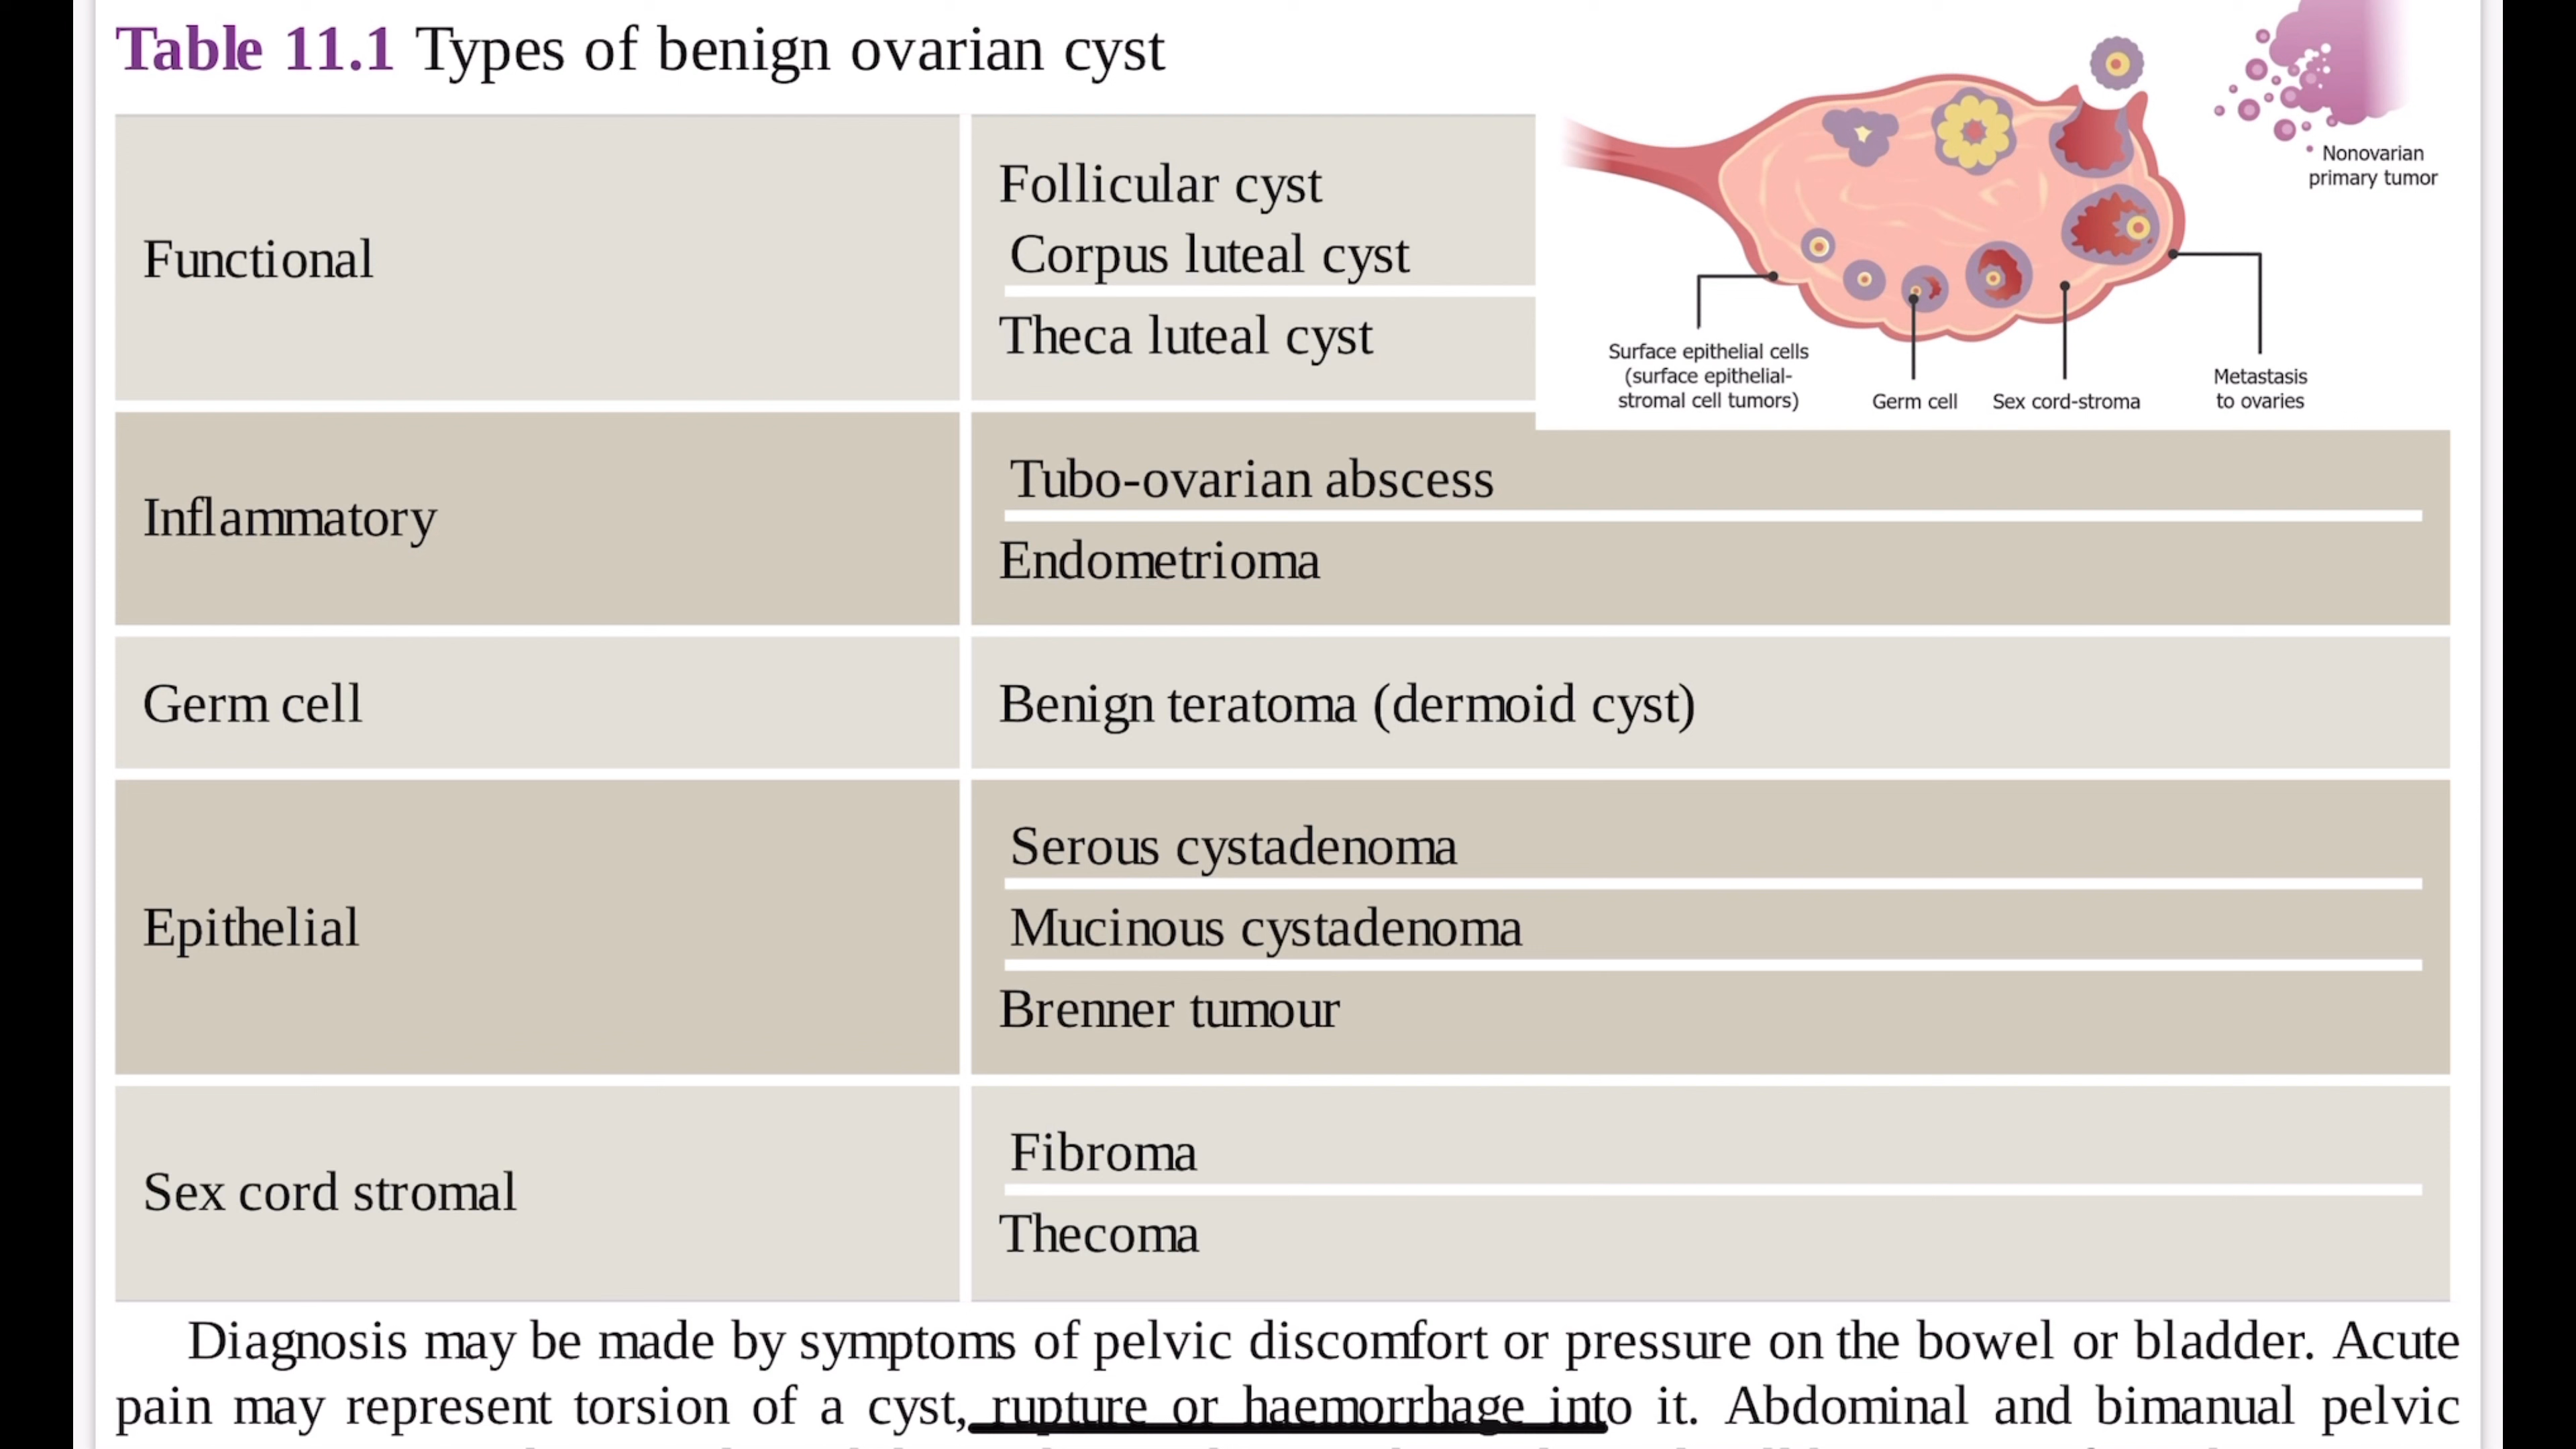 Table 11.1 Types of benign ovarian cyst
Functional
Follicular cyst
Corpus luteal cyst
Theca luteal cyst
Nonovarian
primary tumor
Surface epithelial cells
(surface epithelial-
stromal cell tumors)
Germ cell
Sex cord-stroma
Metastasis
to ovaries
Inflammatory
Tubo-ovarian abscess
Endometrioma
Germ cell
Benign teratoma (dermoid cyst)
Epithelial
Serous cystadenoma
Mucinous cystadenoma
Brenner tumour
Sex cord stromal
Fibroma
Thecoma
Diagnosis may be made by symptoms of pelvic discomfort or pressure on the bowel or bladder. Acute
pain may represent torsion of a cyst, rupture or haemorrhage into it. Abdominal and bimanual pelvic